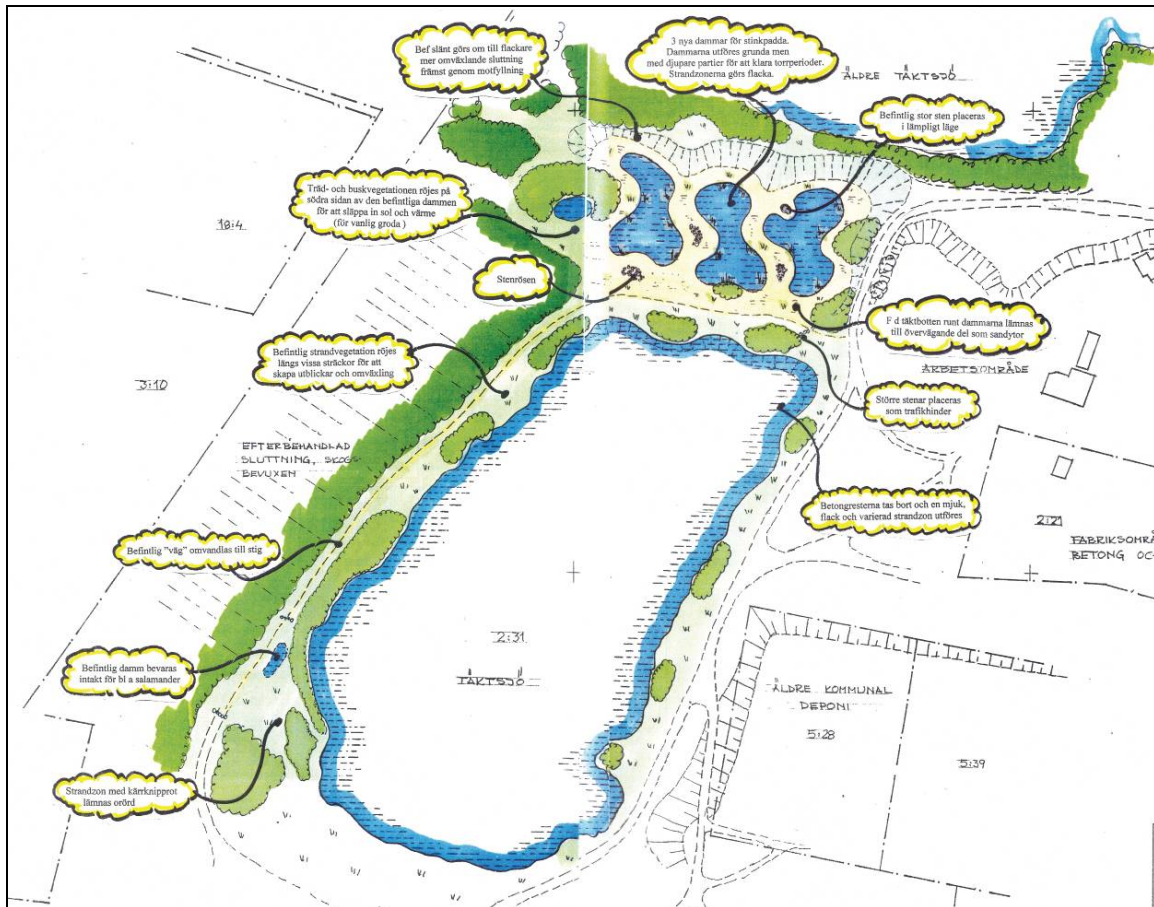 Bef slänt görs om till flackare
mer omväxlande sluttning
främst genom motfyllning
3 nya dammar för stinkpadda.
Dammarna utföres grunda men
med djupare partier för att klara torrperioder.
Strandzonerna görs flacka.
ÄLDRE TÄKTSJÖ
Befintlig stor sten placeras
i lämpligt läge
Träd- och buskvegetationen röjes på
södra sidan av den befintliga dammen
för att släppa in sol och värme
(för vanlig groda )
18:4
Stenrösen
F d täktbotten runt dammarna lämnas
till övervägande del som sandytor
Befintlig strandvegetation röjes
längs vissa sträckor för att
skapa utblickar och omväxling
ARBETSOMRÅDE
3:10
Större stenar placeras
som trafikhinder
EFTERBEHANDLAD
SLUTTNING, SKOGS-
BEVUXEN
Betongresterna tas bort och en mjuk,
flack och varierad strandzon utföres
2:21
FABRIKSOMRÅ
BETONG OC
Befintlig "väg" omvandlas till stig
2:31
TÄKTSJÖ
Befintlig damm bevaras
intakt för bl a salamander
ÄLDRE KOMMUNAL
DEPONI
5:28
5:39
Strandzon med kärrknipprot
lämnas orörd